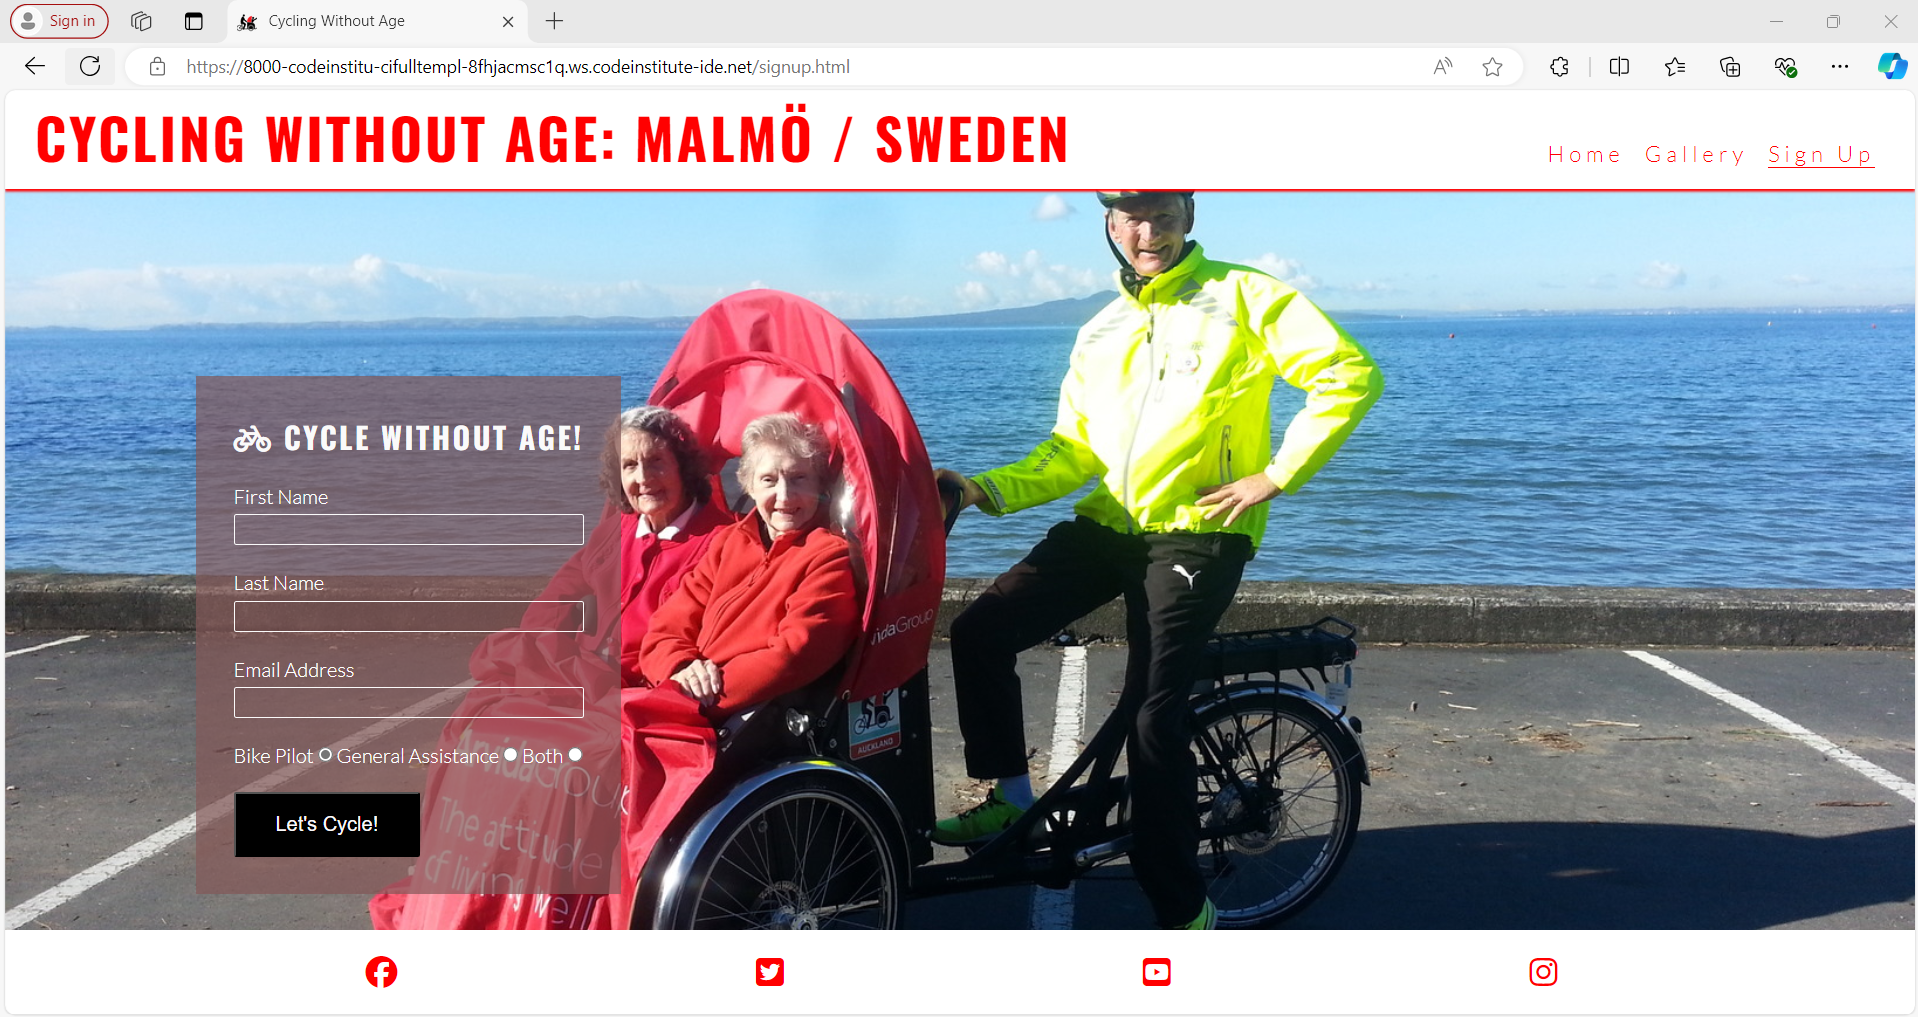 Sign in
Cycling Without Age
https://8000-codeinstitu-cifulltempl-8fhjacmsc1q.ws.codeinstitute-ide.net/signup.html
CYCLING WITHOUT AGE: MALMÖ / SWEDEN
Home Gallery Sign Up
CYCLE WITHOUT AGE!
First Name
Last Name
Email Address
Bike Pilot General Assistance Both
Let's Cycle!
vidaGroup
AUCKLAND
ArvidaGroup
The attitude
of living well